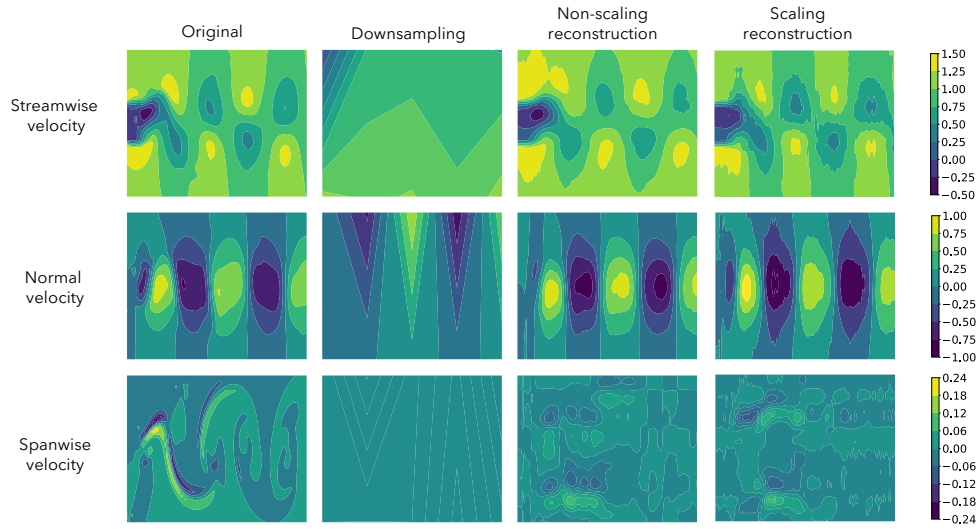 Original
Downsampling
Non-scaling
reconstruction
Scaling
reconstruction
Streamwise
velocity
1.50
1.25
1.00
0.75
0.50
0.25
0.00
−0.25
−0.50
Normal
velocity
1.00
0.75
0.50
0.25
0.00
−0.25
−0.50
−0.75
−1.00
Spanwise
velocity
0.24
0.18
0.12
0.06
0.00
−0.06
−0.12
−0.18
−0.24